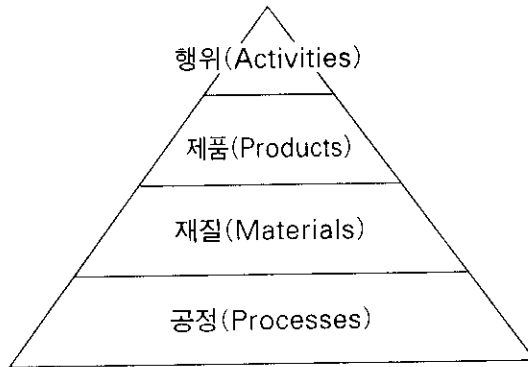 행위(Activities)
제품(Products)
재질(Materials)
공정(Processes)